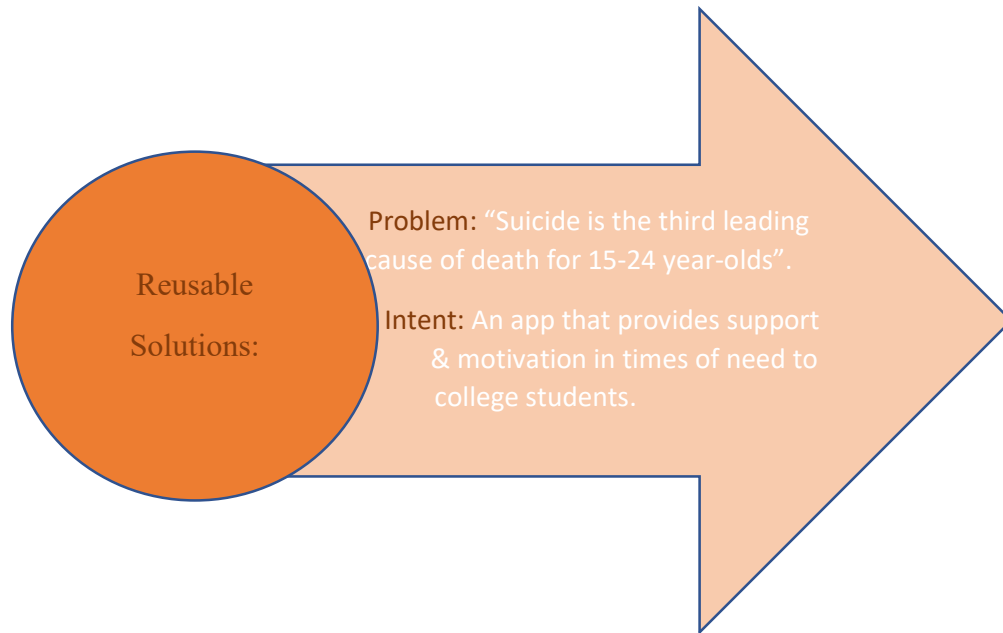 Reusable
Solutions:
Problem: “Suicide is the third leading
cause of death for 15-24 year-olds”.
Intent: An app that provides support
& motivation in times of need to
college students.